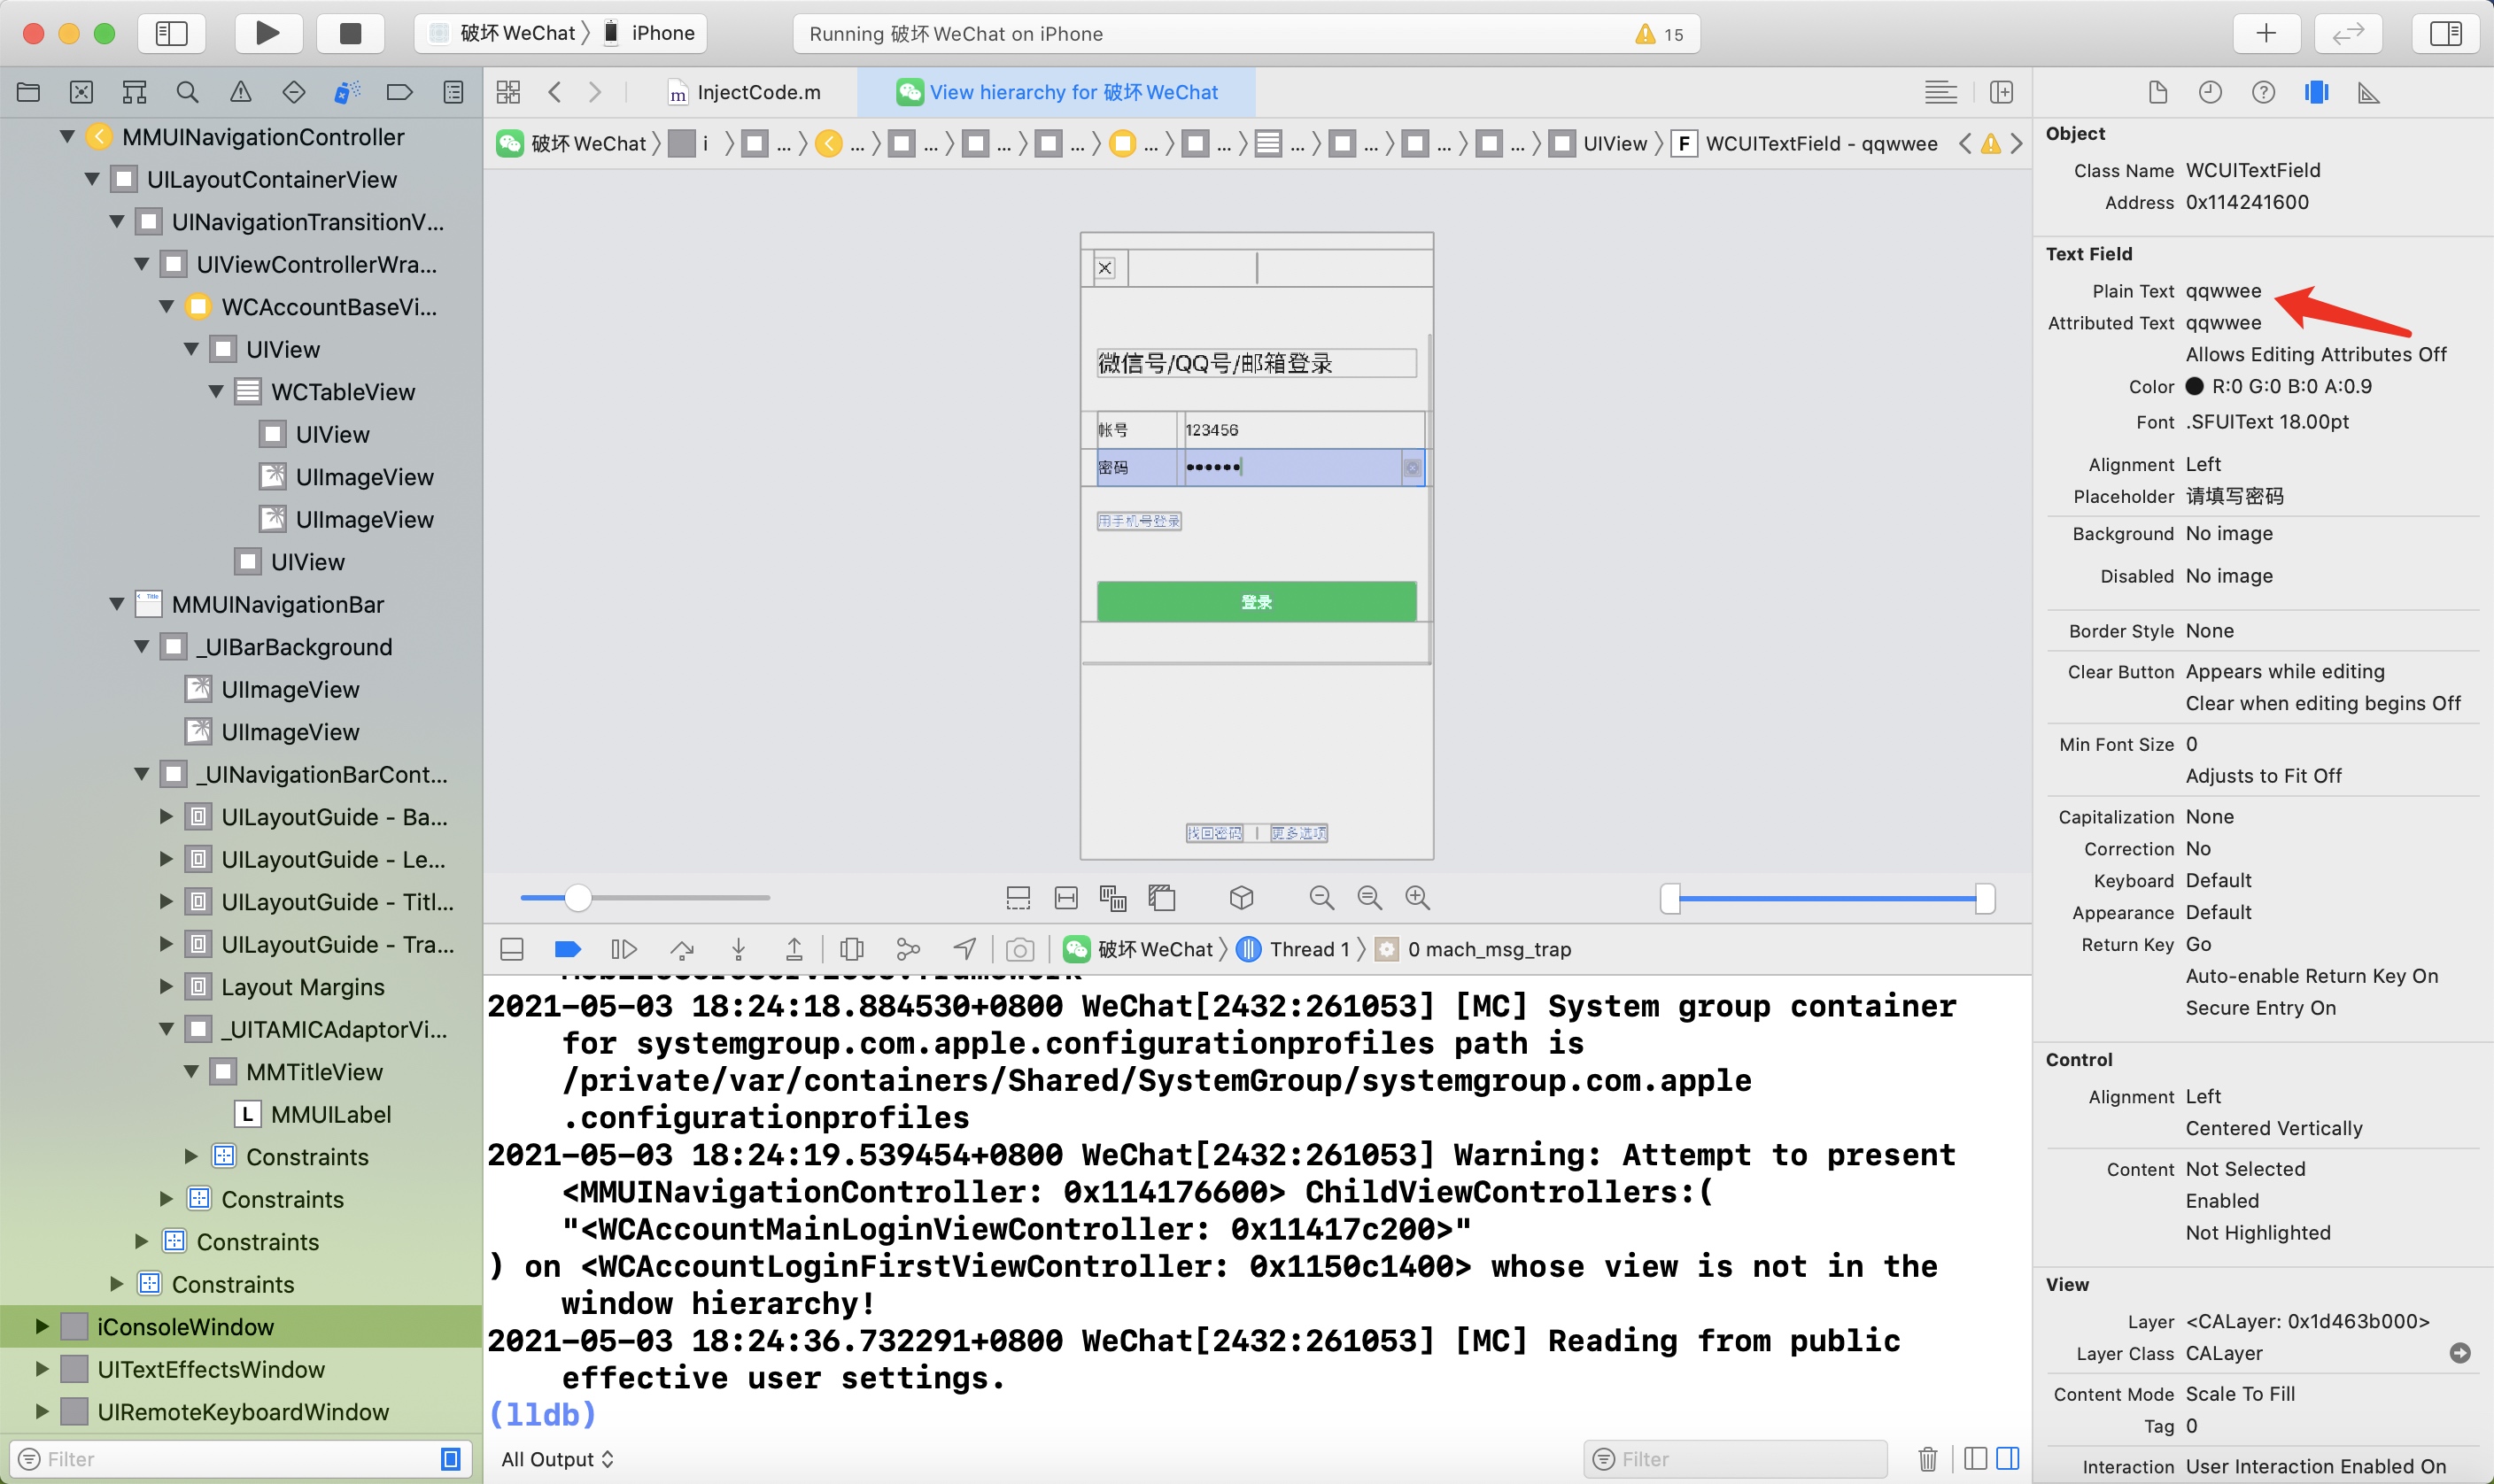 破坏 WeChat 〉 iPhone
Running 破坏 WeChat on iPhone
15
InjectCode.m
View hierarchy for 破坏 WeChat
破坏 WeChat 〉 i 〉 ... 〉 ... 〉 ... 〉 ... 〉 ... 〉 ... 〉 ... 〉 ... 〉 ... 〉 ... 〉 ... 〉 UIView 〉 F WCUITextField - qqwwee
MMUINavigationController
UILayoutContainerView
UINavigationTransitionV...
UIViewControllerWra...
WCAccountBaseVi...
UIView
WCTableView
UIView
UIImageView
UIImageView
UIView
MMUINavigationBar
_UIBarBackground
UIImageView
UIImageView
_UINavigationBarCont...
UILayoutGuide - Ba...
UILayoutGuide - Le...
UILayoutGuide - Titl...
UILayoutGuide - Tra...
Layout Margins
_UITAMICAdaptorVi...
MMTitleView
L MMUILabel
Constraints
Constraints
Constraints
Constraints
iConsoleWindow
UITextEffectsWindow
UIRemoteKeyboardWindow
Filter
微信号/QQ号/邮箱登录
帐号 123456
密码 ••••••
用手机号登录
登录
找回密码 | 更多选项
破坏 WeChat 〉 Thread 1 〉 0 mach_msg_trap
2021-05-03 18:24:18.884530+0800 WeChat[2432:261053] [MC] System group container
for systemgroup.com.apple.configurationprofiles path is
/private/var/containers/Shared/SystemGroup/systemgroup.com.apple
.configurationprofiles
2021-05-03 18:24:19.539454+0800 WeChat[2432:261053] Warning: Attempt to present
<MMUINavigationController: 0x114176600> ChildViewControllers:(
"<WCAccountMainLoginViewController: 0x11417c200>"
) on <WCAccountLoginFirstViewController: 0x1150c1400> whose view is not in the
window hierarchy!
2021-05-03 18:24:36.732291+0800 WeChat[2432:261053] [MC] Reading from public
effective user settings.
(lldb)
All Output
Filter
Object
Class Name WCUITextField
Address 0x114241600
Text Field
Plain Text qqwwee
Attributed Text qqwwee
Allows Editing Attributes Off
Color R:0 G:0 B:0 A:0.9
Font .SFUIText 18.00pt
Alignment Left
Placeholder 请填写密码
Background No image
Disabled No image
Border Style None
Clear Button Appears while editing
Clear when editing begins Off
Min Font Size 0
Adjusts to Fit Off
Capitalization None
Correction No
Keyboard Default
Appearance Default
Return Key Go
Auto-enable Return Key On
Secure Entry On
Control
Alignment Left
Centered Vertically
Content Not Selected
Enabled
Not Highlighted
View
Layer <CALayer: 0x1d463b000>
Layer Class CALayer
Content Mode Scale To Fill
Tag 0
Interaction User Interaction Enabled On